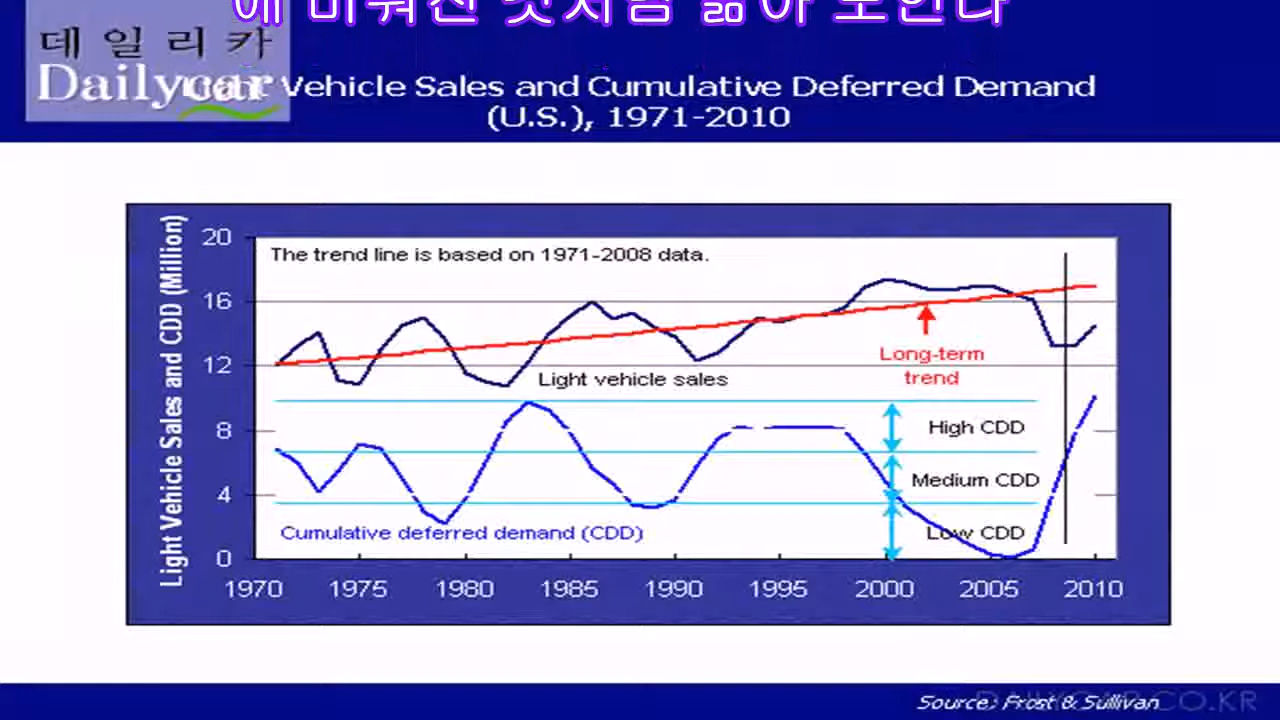 데일리카
Dailycar
Vehicle Sales and Cumulative Deferred Demand
(U.S.), 1971-2010
Light Vehicle Sales and CDD (Million)
The trend line is based on 1971-2008 data.
20
16
12
8
4
0
Long-term
trend
Light vehicle sales
High CDD
Medium CDD
Low CDD
Cumulative deferred demand (CDD)
1970 1975 1980 1985 1990 1995 2000 2005 2010
Source: Frost & Sullivan
DAILYCAR.CO.KR